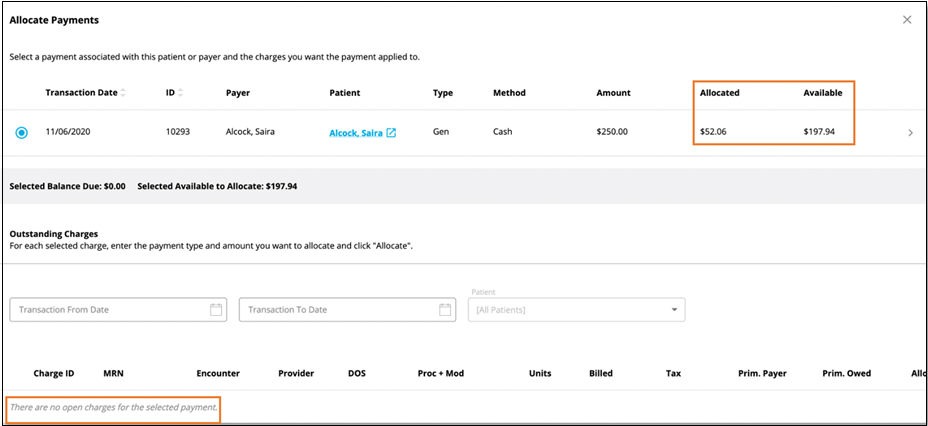 Allocate Payments
Select a payment associated with this patient or payer and the charges you want the payment applied to.
Transaction Date ID Payer Patient Type Method Amount Allocated Available
11/06/2020 10293 Alcock, Saira Alcock, Saira Gen Cash $250.00 $52.06 $197.94
Selected Balance Due: $0.00 Selected Available to Allocate: $197.94
Outstanding Charges
For each selected charge, enter the payment type and amount you want to allocate and click "Allocate".
Patient
Transaction From Date Transaction To Date [All Patients]
Charge ID MRN Encounter Provider DOS Proc + Mod Units Billed Tax Prim. Payer Prim. Owed Allo
There are no open charges for the selected payment.